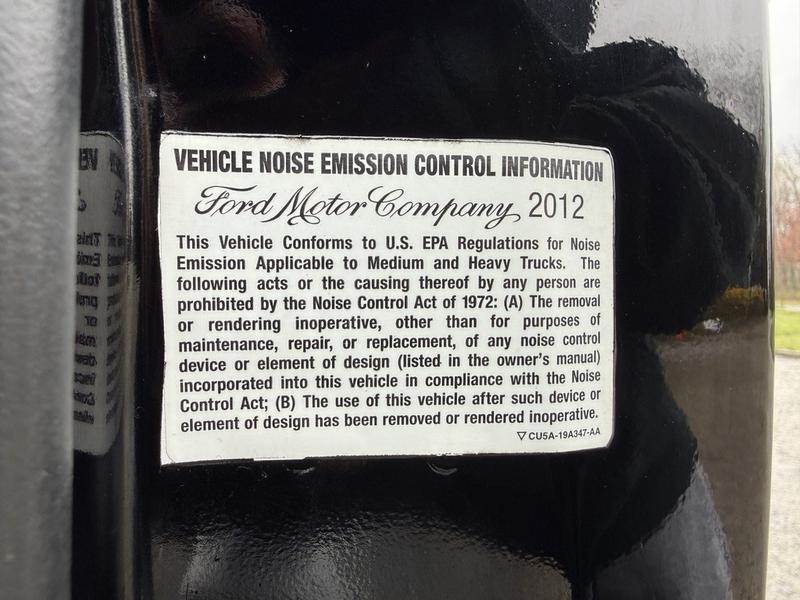 VEHICLE NOISE EMISSION CONTROL INFORMATION
Ford Motor Company 2012
This Vehicle Conforms to U.S. EPA Regulations for Noise
Emission Applicable to Medium and Heavy Trucks. The
following acts or the causing thereof by any person are
prohibited by the Noise Control Act of 1972: (A) The removal
or rendering inoperative, other than for purposes of
maintenance, repair, or replacement, of any noise control
device or element of design (listed in the owner's manual)
incorporated into this vehicle in compliance with the Noise
Control Act; (B) The use of this vehicle after such device or
element of design has been removed or rendered inoperative.
▽ CU5A-19A347-AA